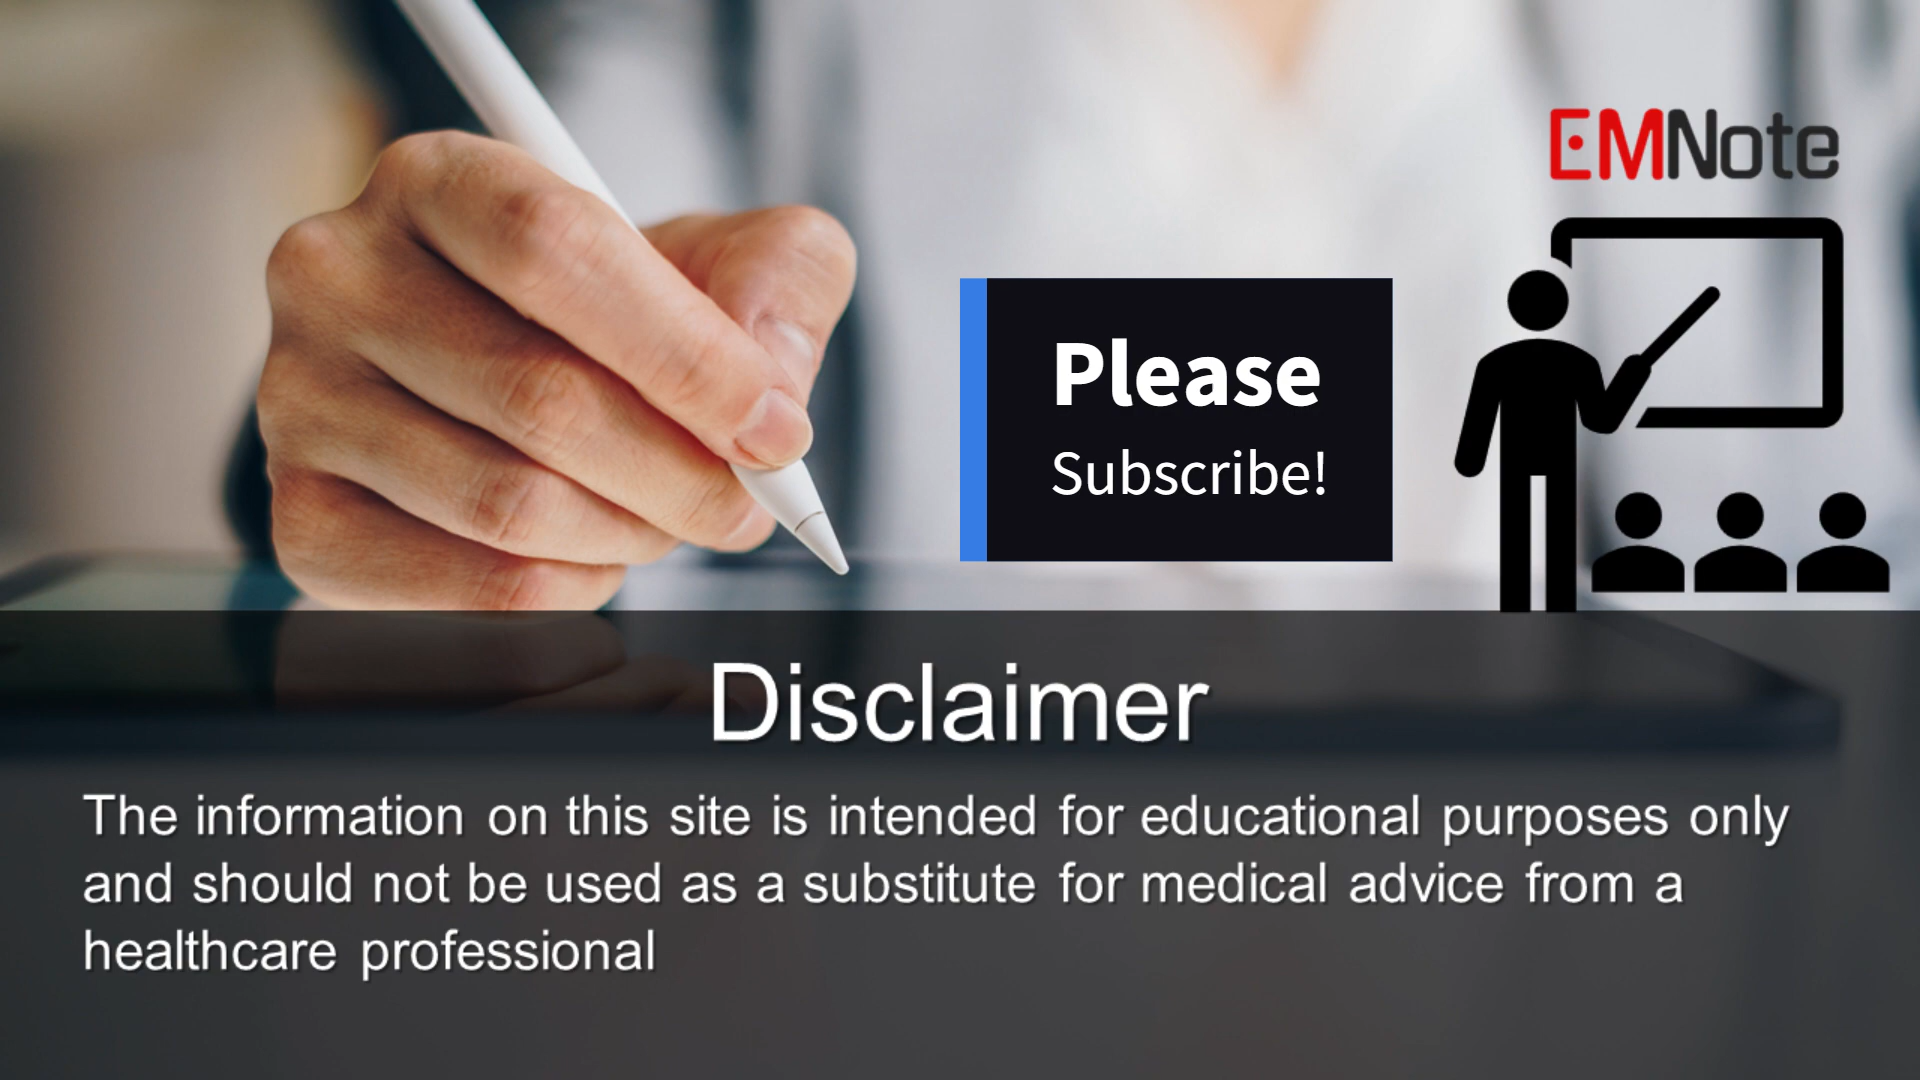 EMNote
Please
Subscribe!
Disclaimer
The information on this site is intended for educational purposes only
and should not be used as a substitute for medical advice from a
healthcare professional